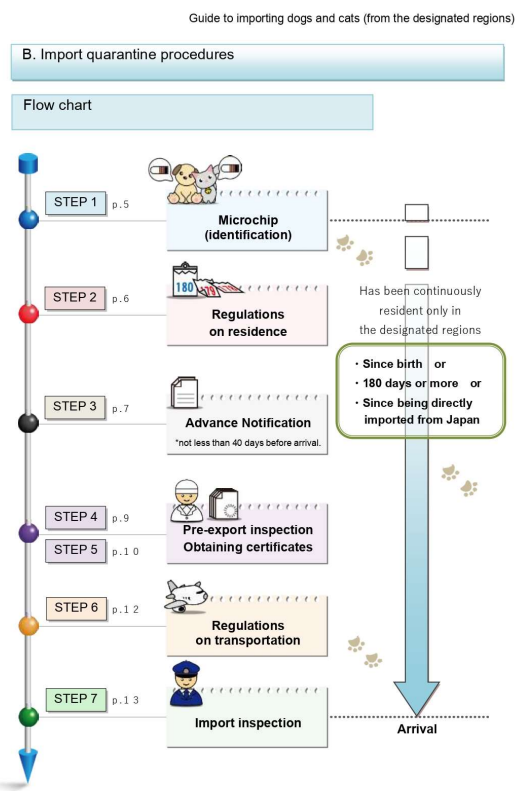 Guide to importing dogs and cats (from the designated regions)
B. Import quarantine procedures
Flow chart
STEP 1 p.5
Microchip
(identification)
STEP 2 p.6
180 179
Regulations
on residence
Has been continuously
resident only in
the designated regions
・Since birth or
・180 days or more or
・Since being directly
imported from Japan
STEP 3 p.7
Advance Notification
*not less than 40 days before arrival.
STEP 4 p.9
STEP 5 p.10
Pre-export inspection
Obtaining certificates
STEP 6 p.12
Regulations
on transportation
STEP 7 p.13
Import inspection
Arrival